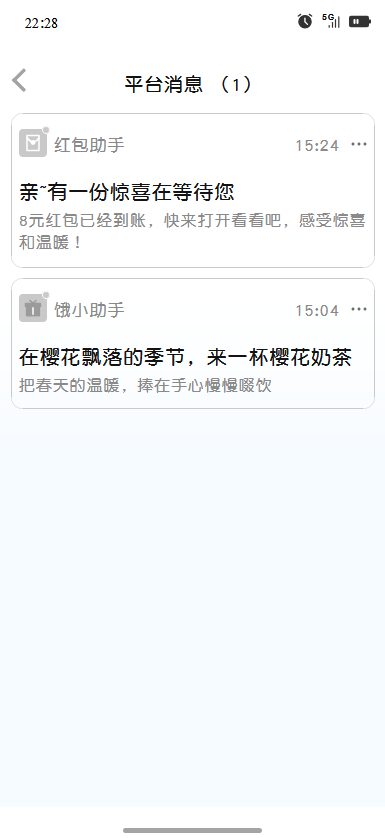 22:28
5G
平台消息 （1）
红包助手 15:24
亲~有一份惊喜在等待您
8元红包已经到账，快来打开看看吧，感受惊喜
和温暖！
饿小助手 15:04
在樱花飘落的季节，来一杯樱花奶茶
把春天的温暖，捧在手心慢慢啜饮